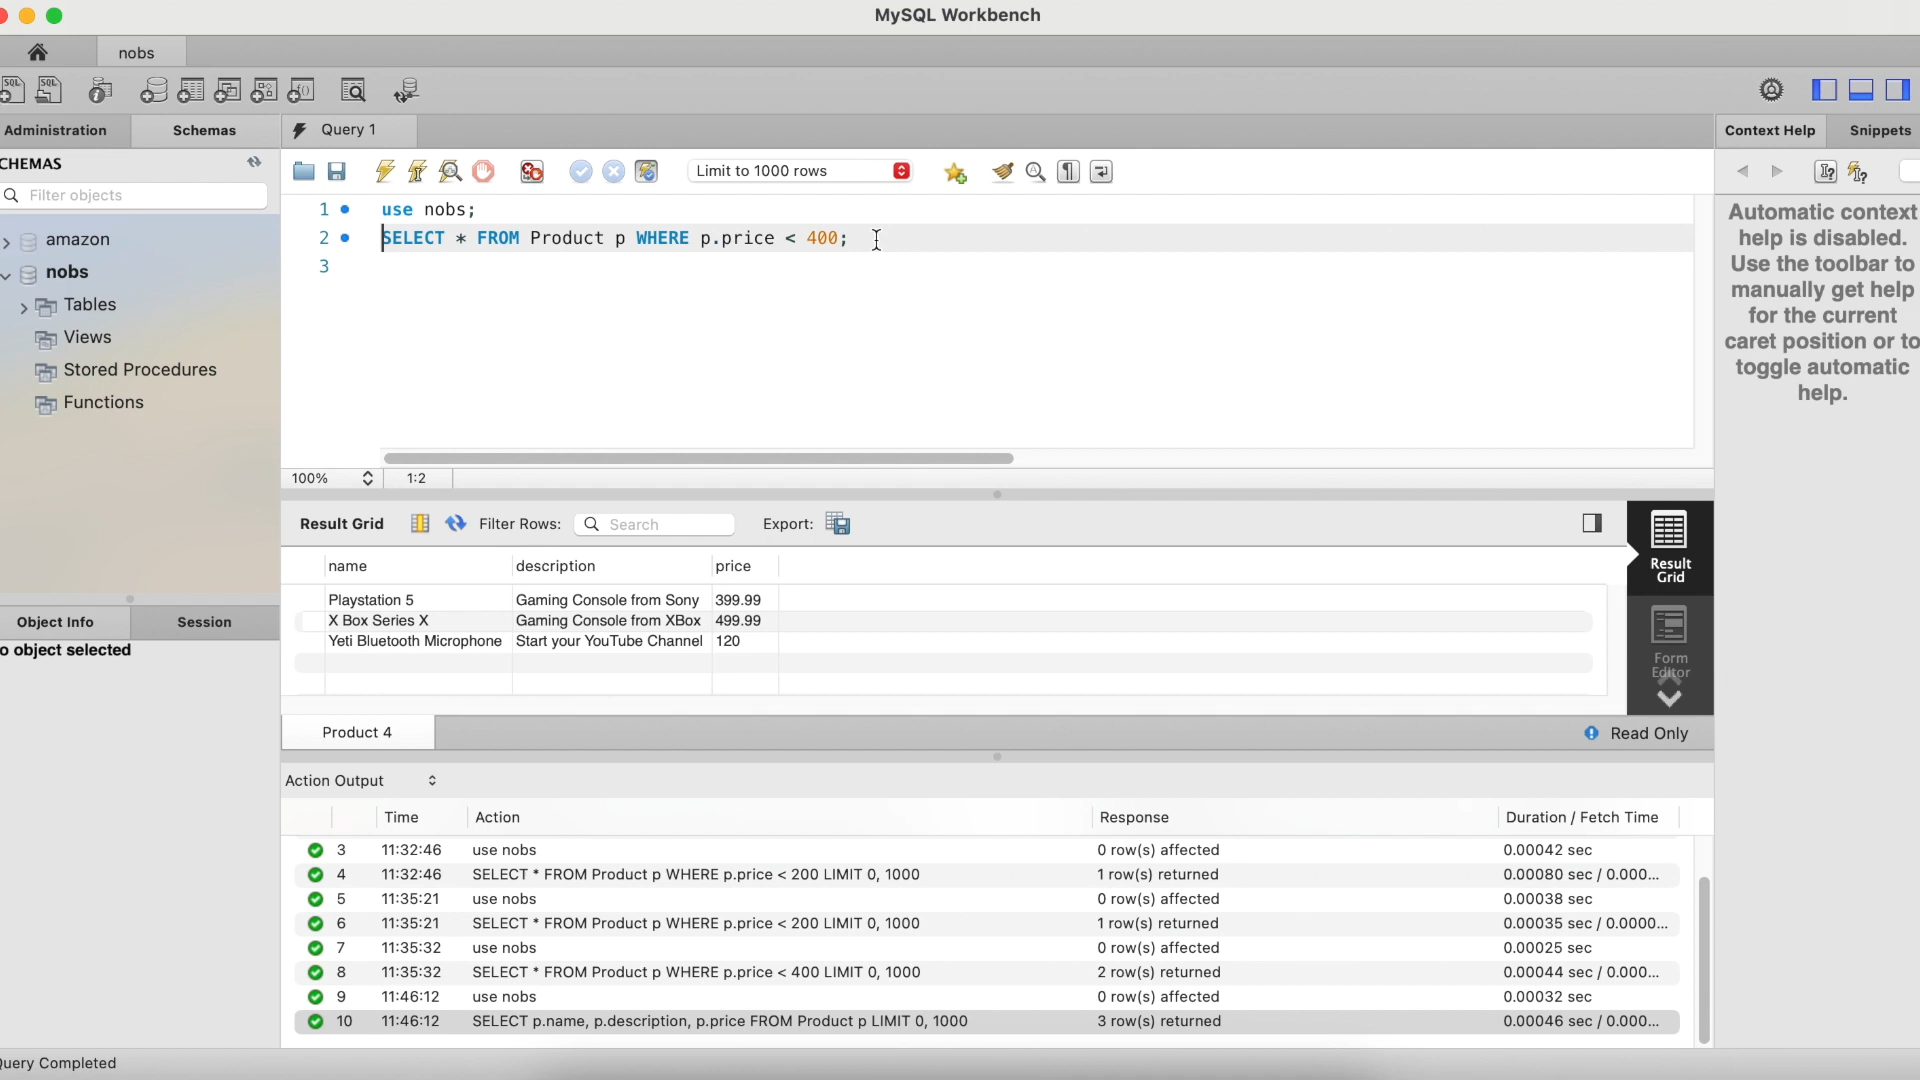 MySQL Workbench
nobs
Administration
Schemas
Query 1
Context Help
Snippets
CHEMAS
Limit to 1000 rows
Filter objects
amazon
nobs
Tables
Views
Stored Procedures
Functions
1 use nobs;
2 SELECT * FROM Product p WHERE p.price < 400;
3
Automatic context
help is disabled.
Use the toolbar to
manually get help
for the current
caret position or to
toggle automatic
help.
100%
1:2
Result Grid
Filter Rows:
Search
Export:
Result
Grid
Form
Editor
name description price
Playstation 5 Gaming Console from Sony 399.99
X Box Series X Gaming Console from XBox 499.99
Yeti Bluetooth Microphone Start your YouTube Channel 120
Object Info
Session
o object selected
Product 4
Read Only
Action Output
Time Action Response Duration / Fetch Time
3 11:32:46 use nobs 0 row(s) affected 0.00042 sec
4 11:32:46 SELECT * FROM Product p WHERE p.price < 200 LIMIT 0, 1000 1 row(s) returned 0.00080 sec / 0.000...
5 11:35:21 use nobs 0 row(s) affected 0.00038 sec
6 11:35:21 SELECT * FROM Product p WHERE p.price < 200 LIMIT 0, 1000 1 row(s) returned 0.00035 sec / 0.0000...
7 11:35:32 use nobs 0 row(s) affected 0.00025 sec
8 11:35:32 SELECT * FROM Product p WHERE p.price < 400 LIMIT 0, 1000 2 row(s) returned 0.00044 sec / 0.000...
9 11:46:12 use nobs 0 row(s) affected 0.00032 sec
10 11:46:12 SELECT p.name, p.description, p.price FROM Product p LIMIT 0, 1000 3 row(s) returned 0.00046 sec / 0.000...
Query Completed